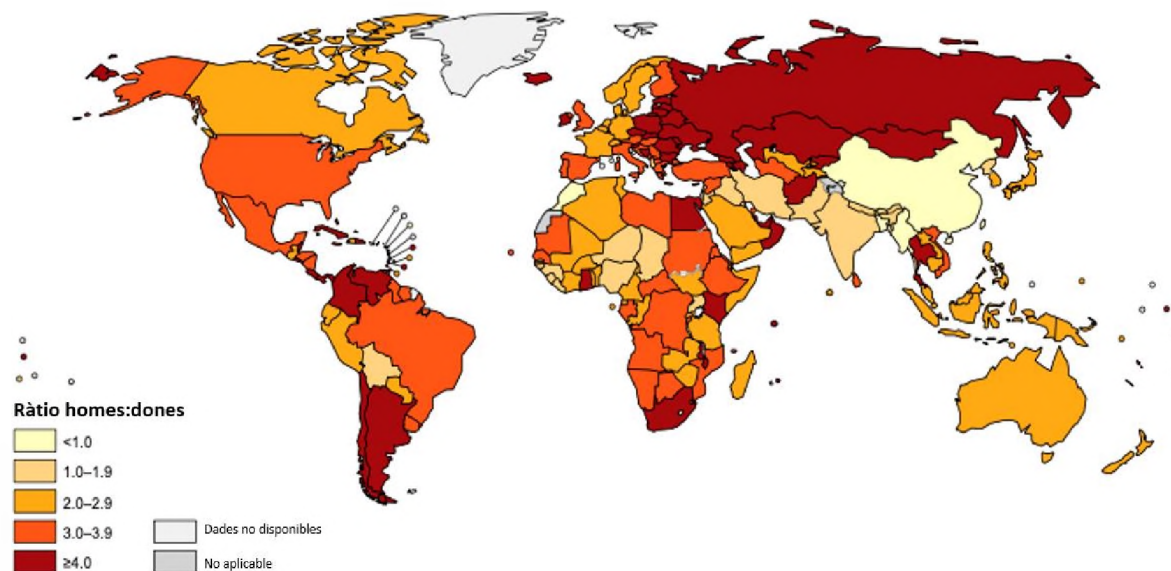 Ràtio homes:dones
<1.0
1.0–1.9
2.0–2.9
3.0–3.9
≥4.0
Dades no disponibles
No aplicable